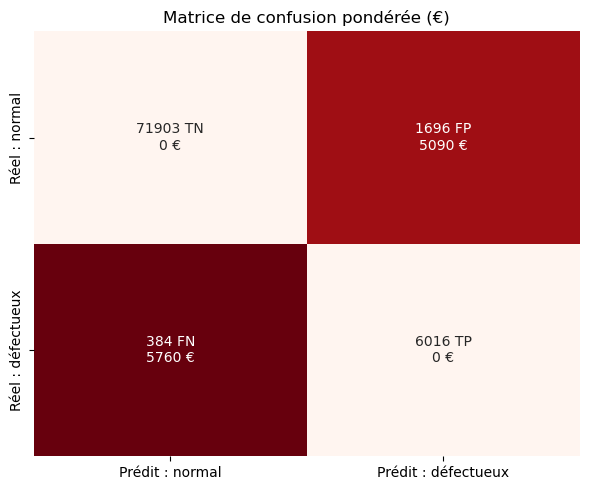 Matrice de confusion pondérée (€)
Réel : normal
71903 TN
0 €
1696 FP
5090 €
Réel : défectueux
384 FN
5760 €
6016 TP
0 €
Prédit : normal
Prédit : défectueux